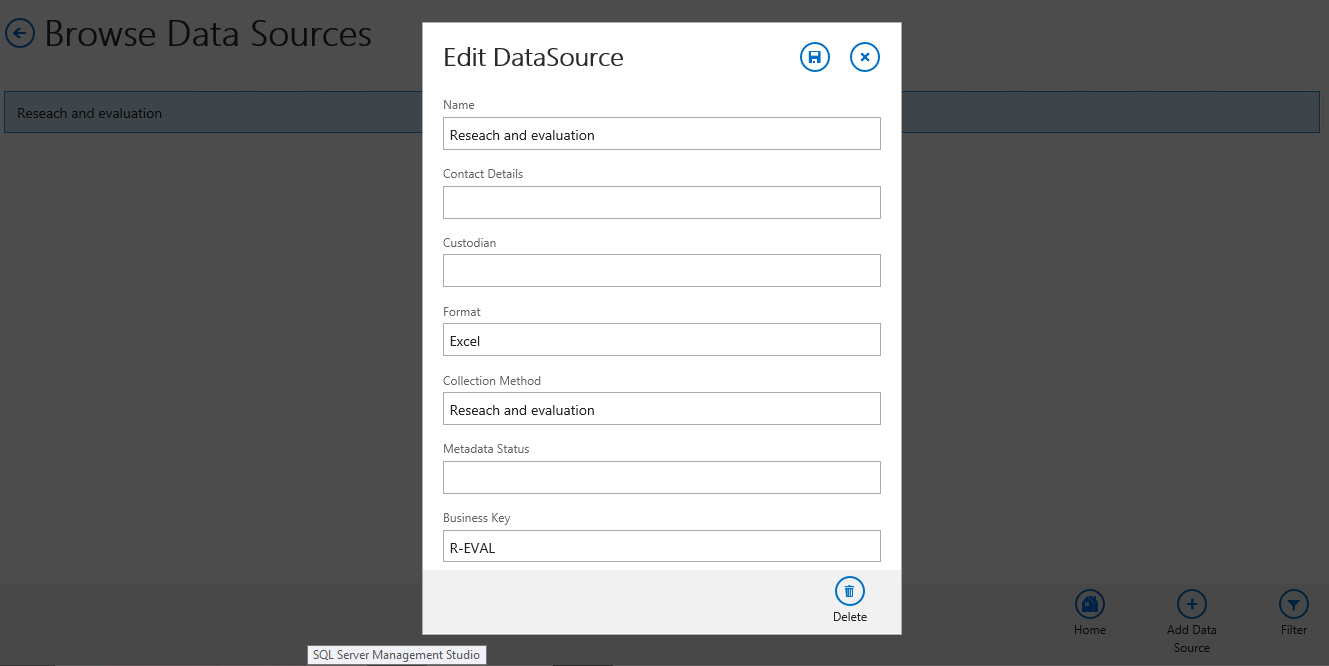 Browse Data Sources
Reseach and evaluation
Edit DataSource
Name
Reseach and evaluation
Contact Details
Custodian
Format
Excel
Collection Method
Reseach and evaluation
Metadata Status
Business Key
R-EVAL
Delete
Home
Add Data
Source
Filter
SQL Server Management Studio